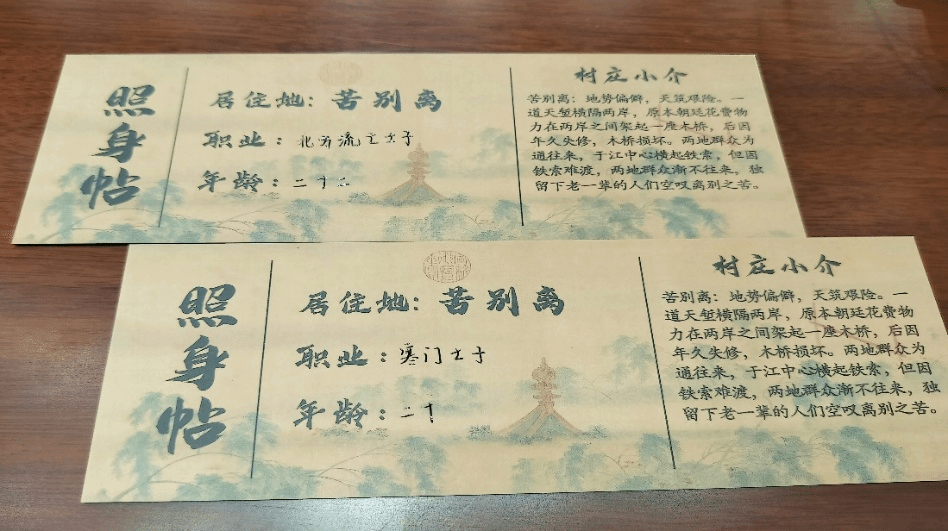 照身帖
居住地：苦别离
职业：北方流亡士子
年龄：二十二
村庄小介
苦别离：地势偏僻，天筑艰险。一
道天堑横隔两岸，原本朝廷花费物
力在两岸之间架起一座木桥，后因
年久失修，木桥损坏。两地群众为
通往来，于江中心横起铁索，但因
铁索难渡，两地群众渐不往来，独
留下老一辈的人们空叹离别之苦。
照身帖
居住地：苦别离
职业：寒门士子
年龄：二十
村庄小介
苦别离：地势偏僻，天筑艰险。一
道天堑横隔两岸，原本朝廷花费物
力在两岸之间架起一座木桥，后因
年久失修，木桥损坏。两地群众为
通往来，于江中心横起铁索，但因
铁索难渡，两地群众渐不往来，独
留下老一辈的人们空叹离别之苦。